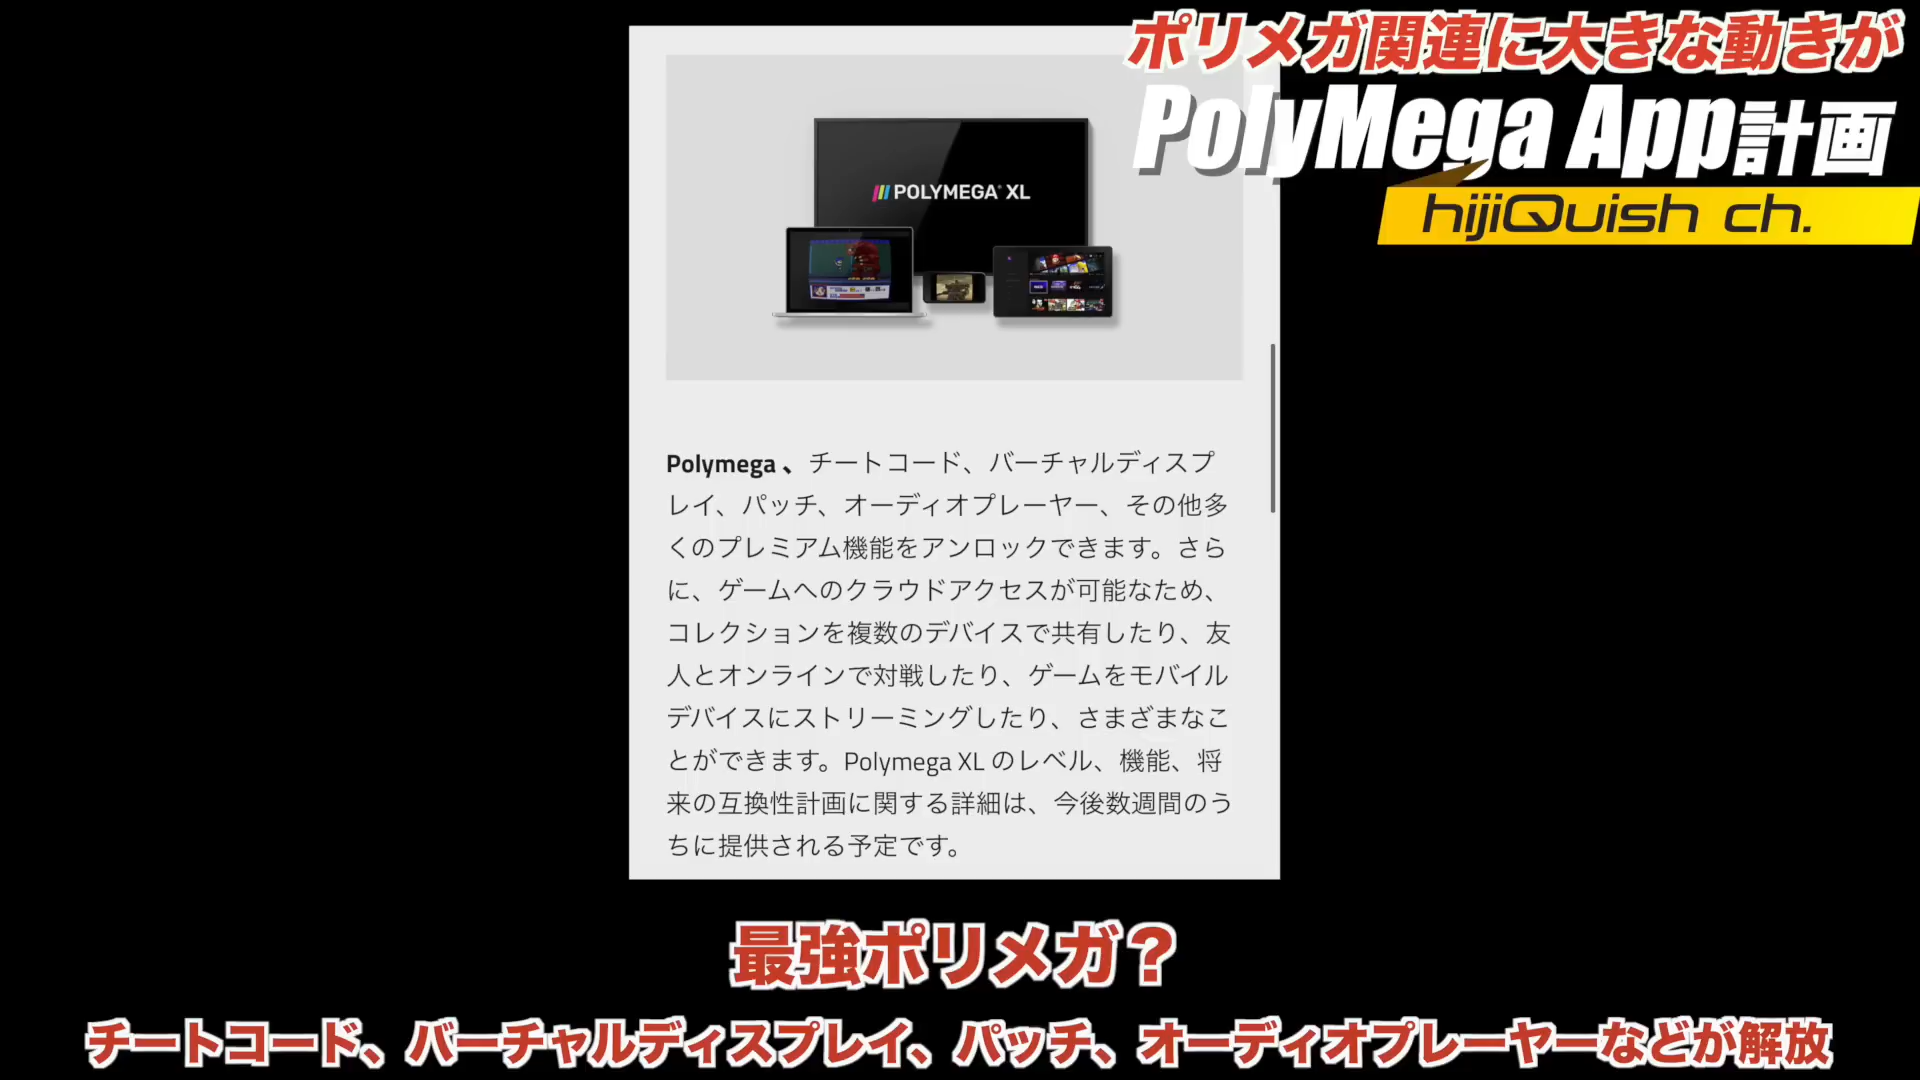 ポリメガ関連に大きな動きが
PolyMega App計画
hijiQuish ch.
POLYMEGA® XL
Polymega 、チートコード、バーチャルディスプ
レイ、パッチ、オーディオプレーヤー、その他多
くのプレミアム機能をアンロックできます。さら
に、ゲームへのクラウドアクセスが可能なため、
コレクションを複数のデバイスで共有したり、友
人とオンラインで対戦したり、ゲームをモバイル
デバイスにストリーミングしたり、さまざまなこ
とができます。Polymega XL のレベル、機能、将
来の互換性計画に関する詳細は、今後数週間のう
ちに提供される予定です。
最強ポリメガ？
チートコード、バーチャルディスプレイ、パッチ、オーディオプレーヤーなどが解放